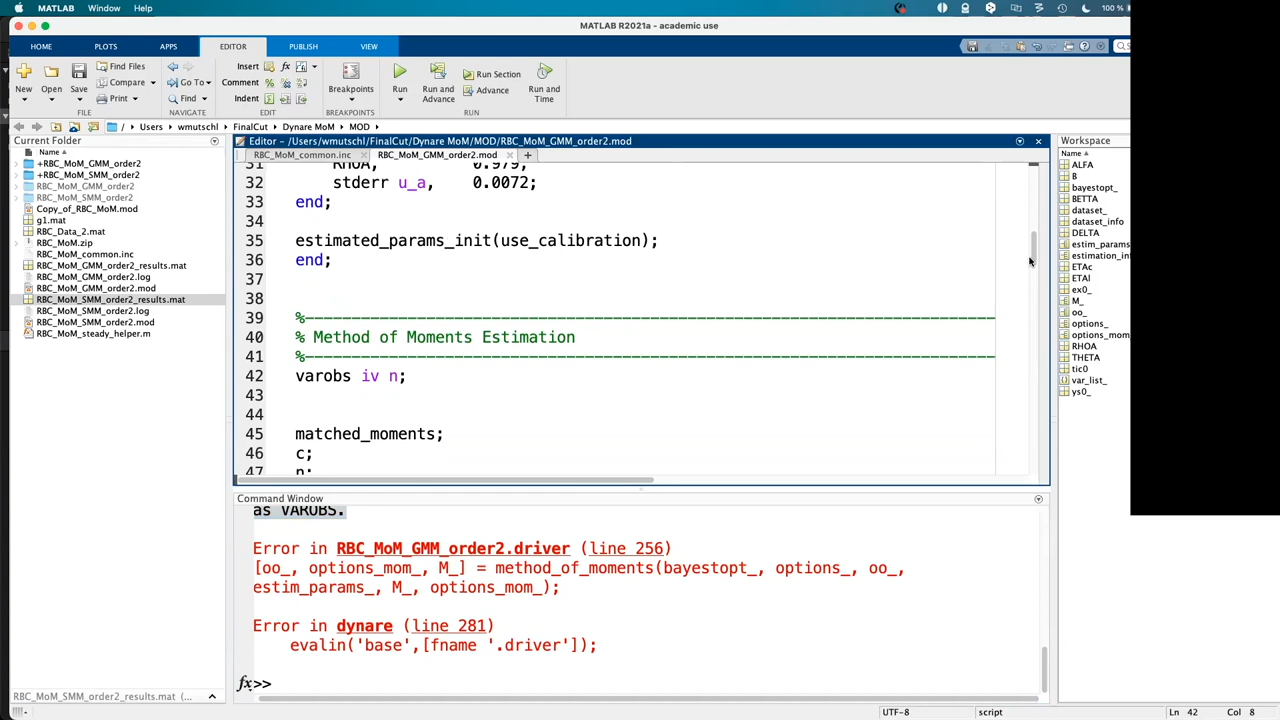 MATLAB Window Help
100 %
MATLAB R2021a - academic use
HOME PLOTS APPS EDITOR PUBLISH VIEW
New Open Save Find Files Compare Print
Go To Find
Insert fx
Comment
Indent
Breakpoints
Run Run and Advance Run Section Advance Run and Time
FILE NAVIGATE EDIT BREAKPOINTS RUN
/ Users wmutschl FinalCut Dynare MoM MOD
Current Folder
Name
+RBC_MoM_GMM_order2
+RBC_MoM_SMM_order2
RBC_MoM_GMM_order2
RBC_MoM_SMM_order2
Copy_of_RBC_MoM.mod
g1.mat
RBC_Data_2.mat
RBC_MoM.zip
RBC_MoM_common.inc
RBC_MoM_GMM_order2_results.mat
RBC_MoM_GMM_order2.log
RBC_MoM_GMM_order2.mod
RBC_MoM_SMM_order2_results.mat
RBC_MoM_SMM_order2.log
RBC_MoM_SMM_order2.mod
RBC_MoM_steady_helper.m
RBC_MoM_SMM_order2_results.mat (...
Editor - /Users/wmutschl/FinalCut/Dynare MoM/MOD/RBC_MoM_GMM_order2.mod
RBC_MoM_common.inc RBC_MoM_GMM_order2.mod
31 RHOA, 0.979;
32 stderr u_a, 0.0072;
33 end;
34
35 estimated_params_init(use_calibration);
36 end;
37
38
39 %--------------------------------------------------------------------------
40 % Method of Moments Estimation
41 %--------------------------------------------------------------------------
42 varobs iv n;
43
44
45 matched_moments;
46 c;
47 n;
Command Window
as VAROBS.
Error in RBC_MoM_GMM_order2.driver (line 256)
[oo_, options_mom_, M_] = method_of_moments(bayestopt_, options_, oo_,
estim_params_, M_, options_mom_);
Error in dynare (line 281)
evalin('base',[fname '.driver']);
fx >>
Workspace
Name
ALFA
B
bayestopt_
BETTA
dataset_
dataset_info
DELTA
estim_params
estimation_in
ETAc
ETAl
ex0_
M_
oo_
options_
options_mom
RHOA
THETA
tic0
var_list_
ys0_
UTF-8 script Ln 42 Col 8